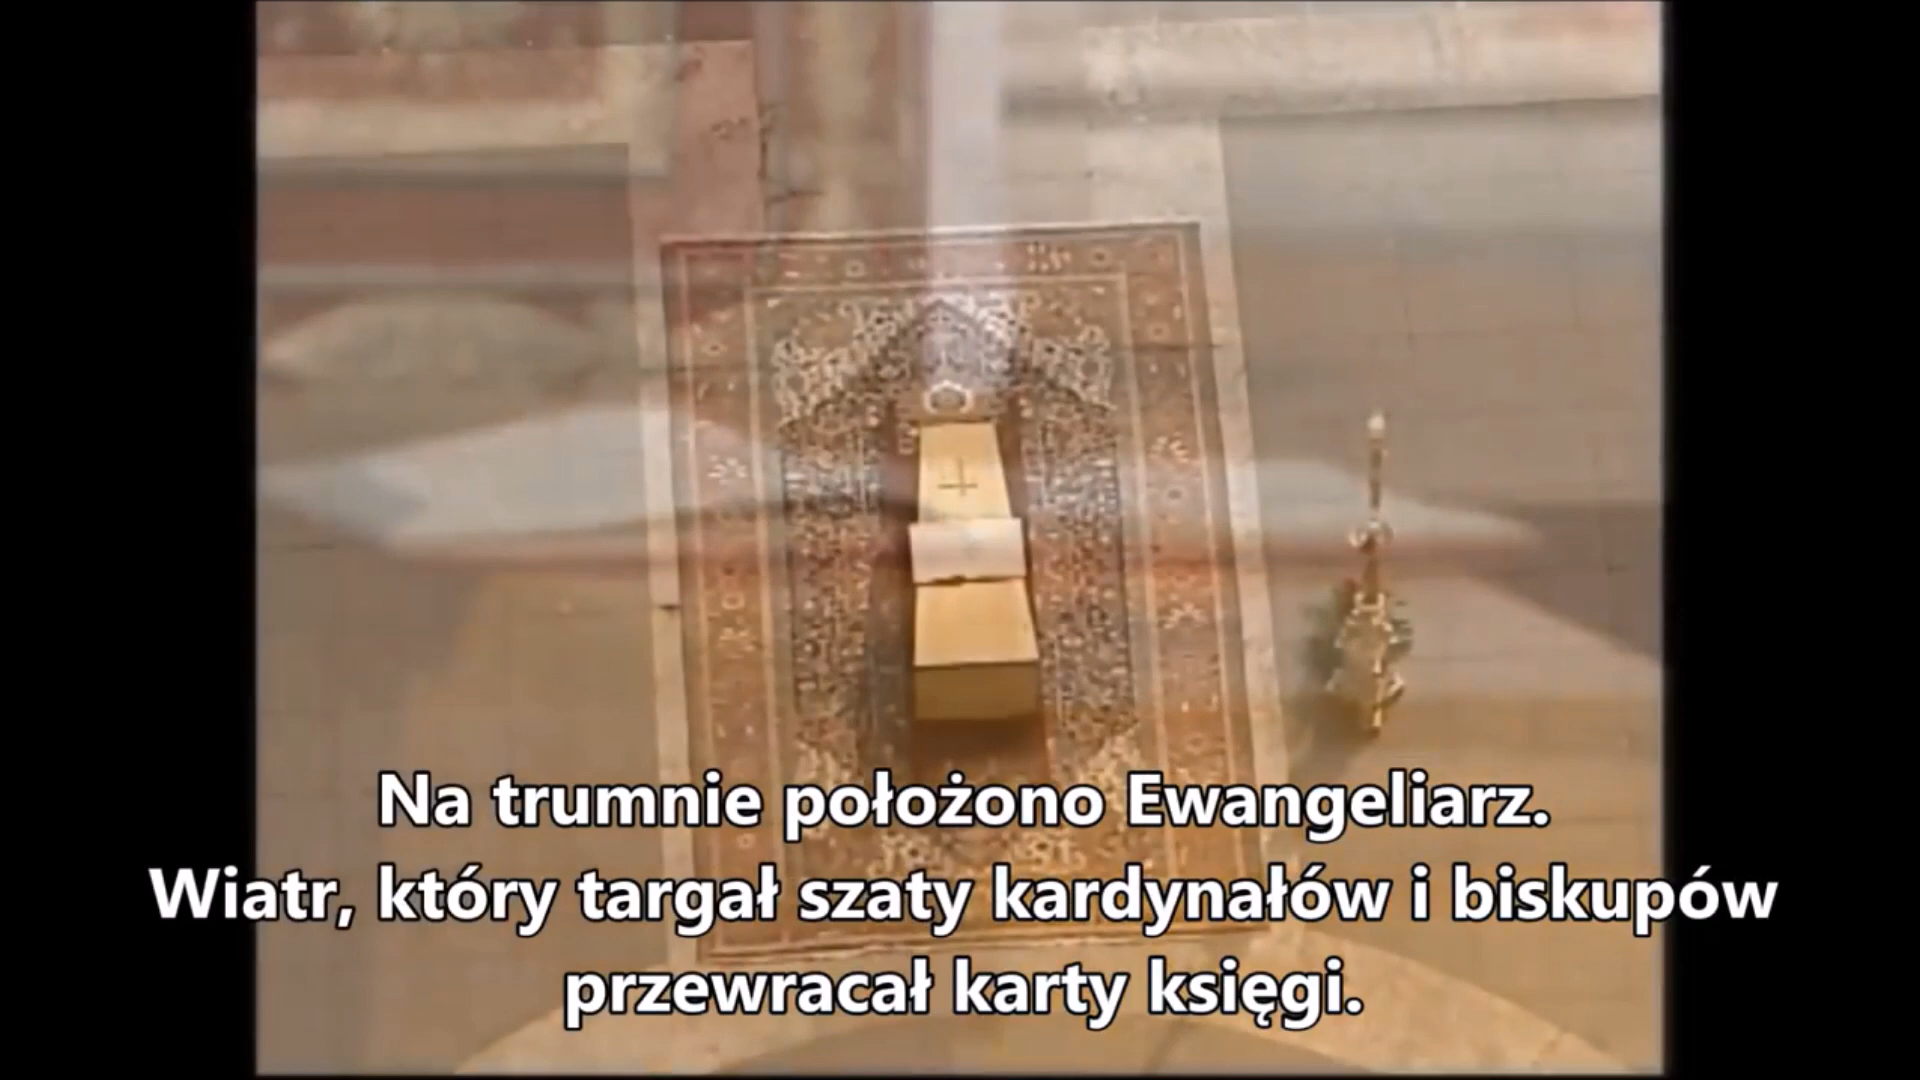 Na trumnie położono Ewangeliarz.
Wiatr, który targał szaty kardynałów i biskupów
przewracał karty księgi.